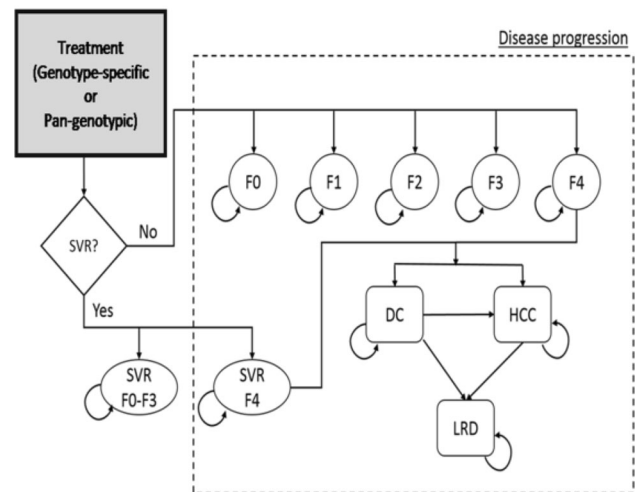 Treatment
(Genotype-specific
or
Pan-genotypic)
Disease progression
F0
F1
F2
F3
F4
SVR?
No
Yes
DC
HCC
SVR
F0-F3
SVR
F4
LRD